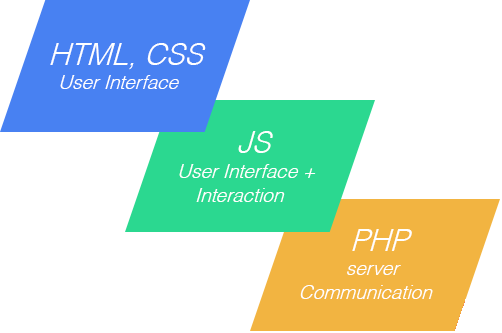 HTML, CSS
User Interface
JS
User Interface +
Interaction
PHP
server
Communication